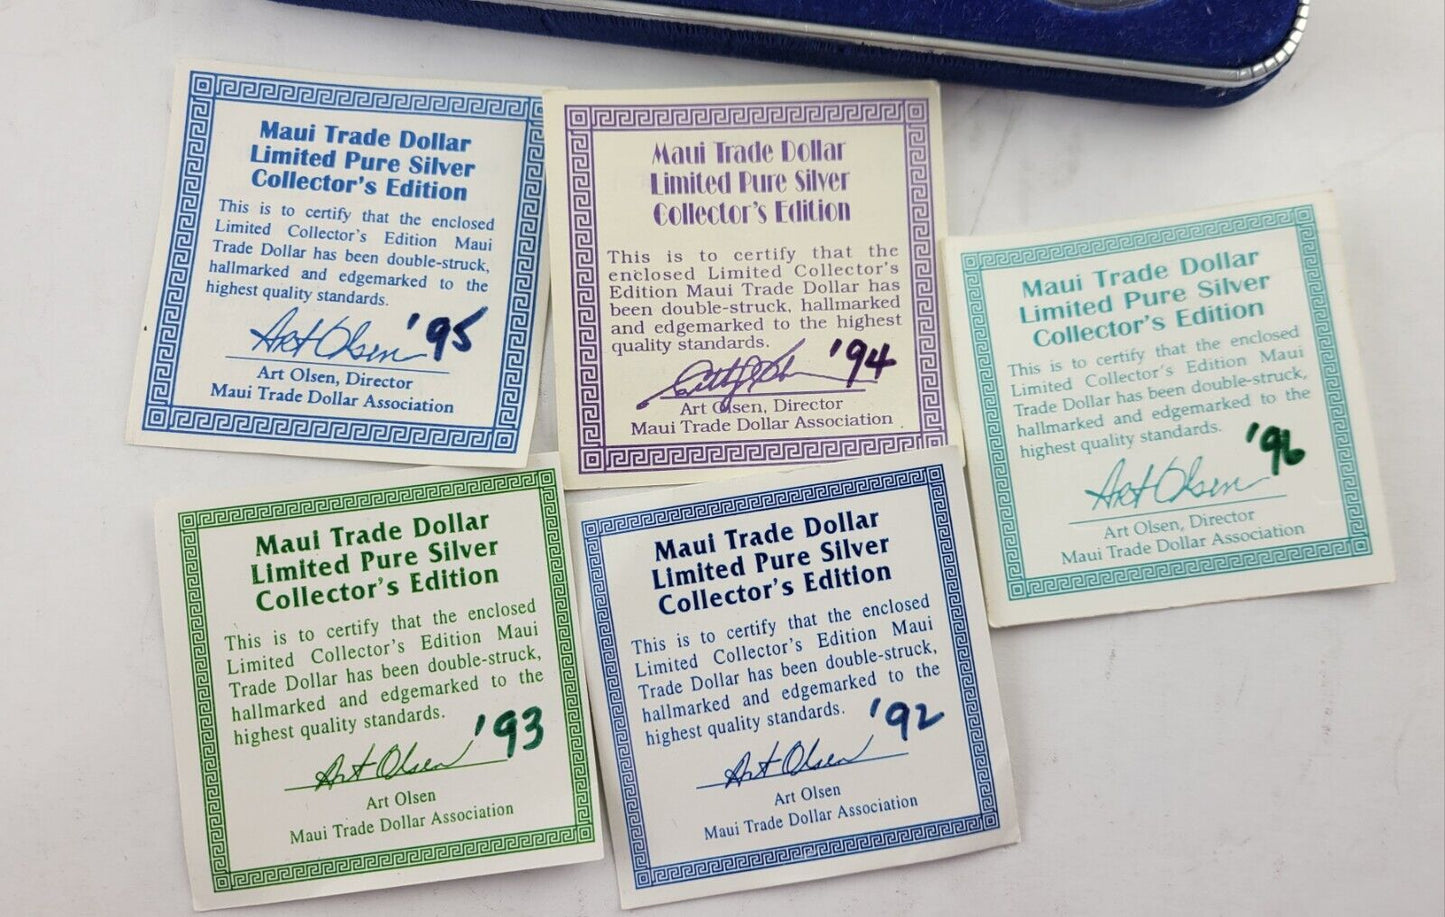 Maui Trade Dollar
Limited Pure Silver
Collector's Edition
This is to certify that the enclosed
Limited Collector's Edition Maui
Trade Dollar has been double-struck,
hallmarked and edgemarked to the
highest quality standards.
Art Olsen '95
Art Olsen, Director
Maui Trade Dollar Association
Maui Trade Dollar
Limited Pure Silver
Collector's Edition
This is to certify that the
enclosed Limited Collector's
Edition Maui Trade Dollar has
been double-struck, hallmarked
and edgemarked to the highest
quality standards.
'94
Art Olsen, Director
Maui Trade Dollar Association
Maui Trade Dollar
Limited Pure Silver
Collector's Edition
This is to certify that the enclosed
Limited Collector's Edition Maui
Trade Dollar has been double-struck,
hallmarked and edgemarked to the
highest quality standards.
Art Olsen '96
Art Olsen, Director
Maui Trade Dollar Association
Maui Trade Dollar
Limited Pure Silver
Collector's Edition
This is to certify that the enclosed
Limited Collector's Edition Maui
Trade Dollar has been double-struck,
hallmarked and edgemarked to the
highest quality standards.
Art Olsen '93
Art Olsen
Maui Trade Dollar Association
Maui Trade Dollar
Limited Pure Silver
Collector's Edition
This is to certify that the enclosed
Limited Collector's Edition Maui
Trade Dollar has been double-struck,
hallmarked and edgemarked to the
highest quality standards.
Art Olsen '92
Art Olsen
Maui Trade Dollar Association